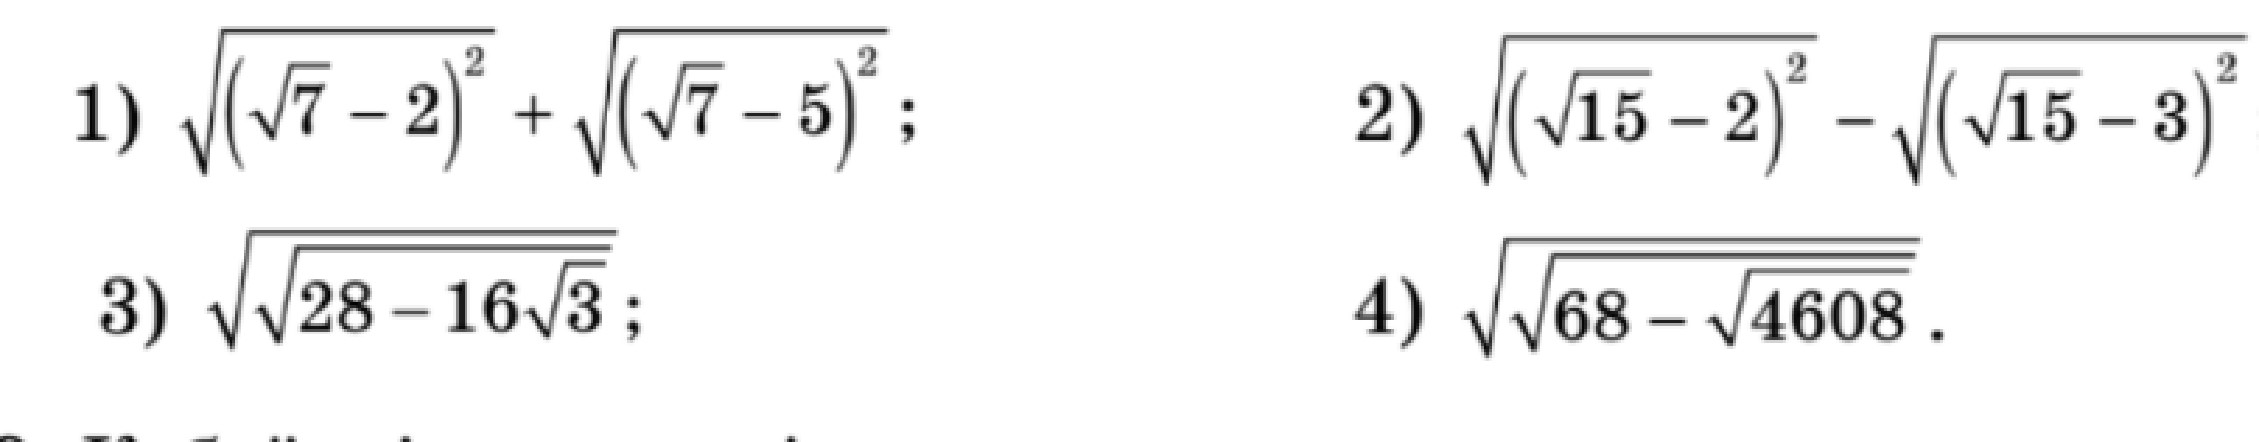 1) √((√7 − 2)²) + √((√7 − 5)²) ; 2) √((√15 − 2)²) − √((√15 − 3)²)
3) √(√(28 − 16√3)) ; 4) √(√(68 − √4608)) .